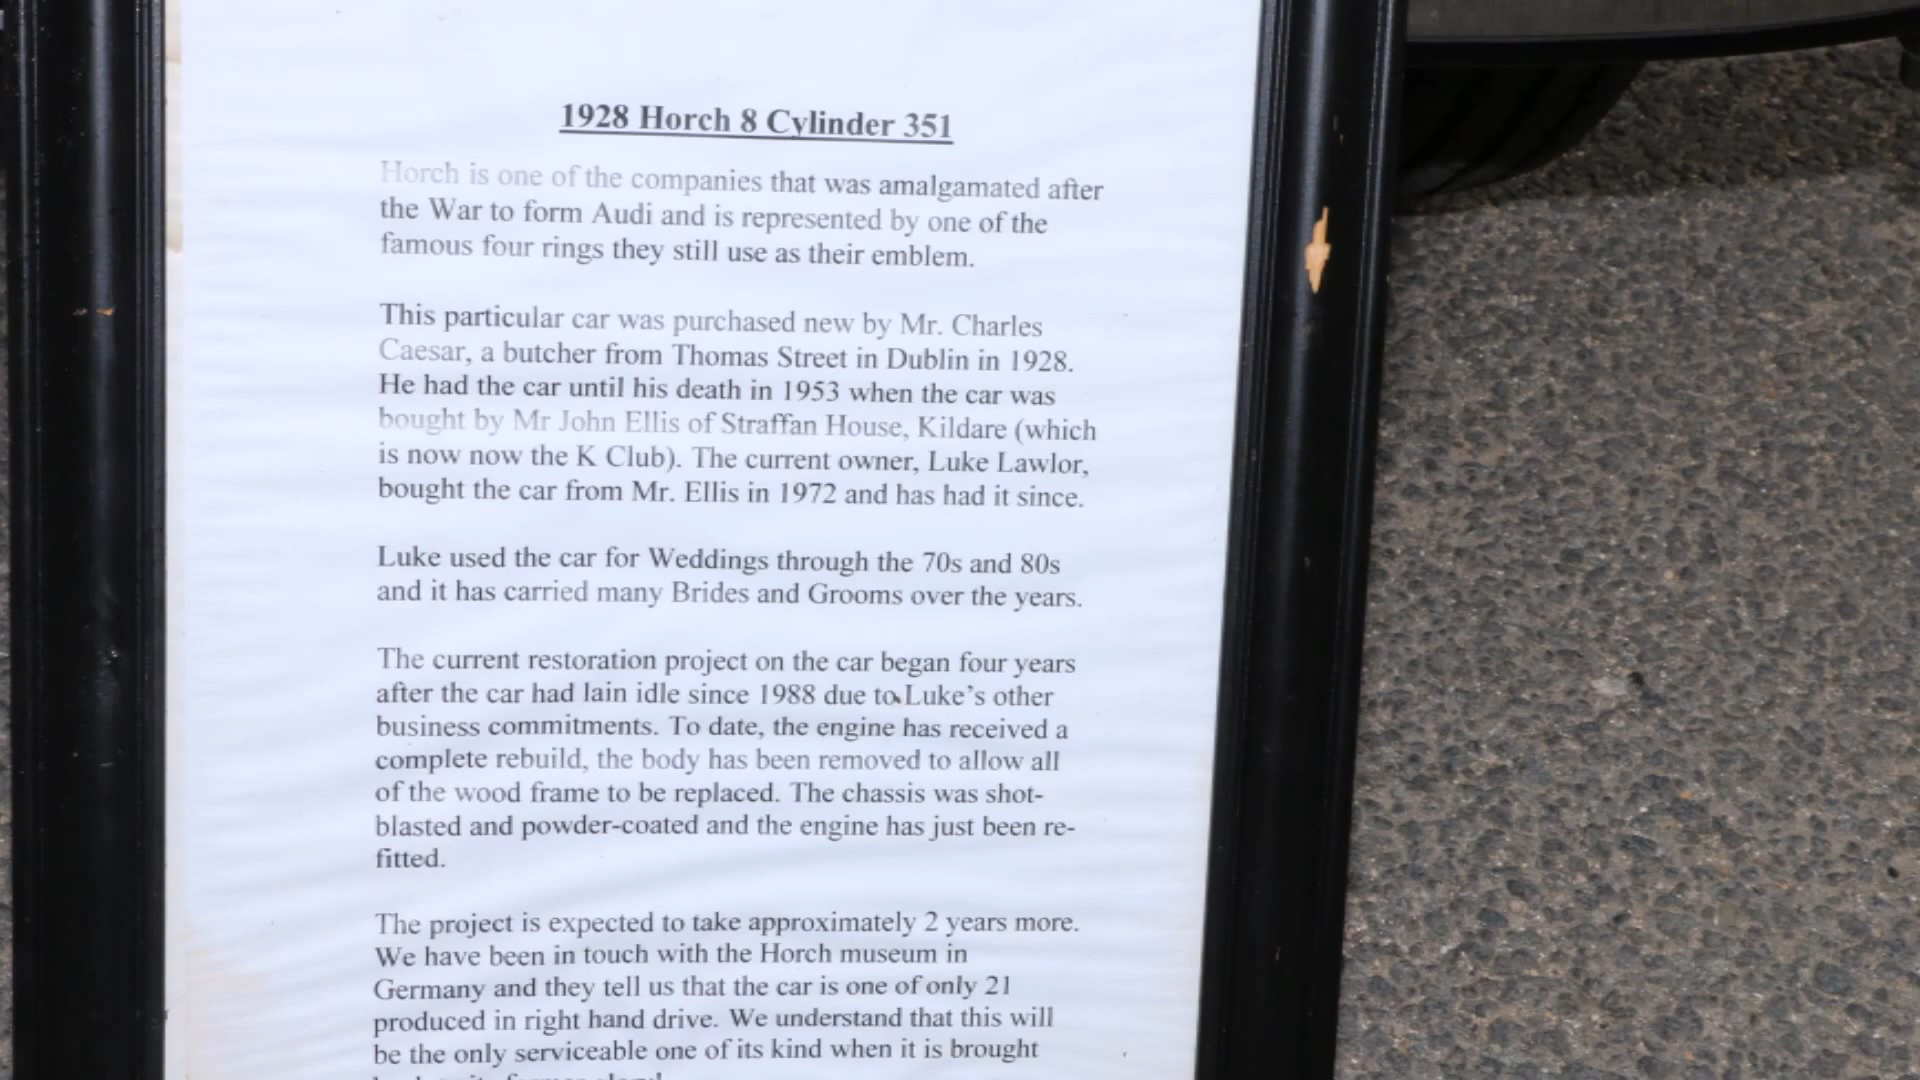 1928 Horch 8 Cylinder 351
Horch is one of the companies that was amalgamated after
the War to form Audi and is represented by one of the
famous four rings they still use as their emblem.
This particular car was purchased new by Mr. Charles
Caesar, a butcher from Thomas Street in Dublin in 1928.
He had the car until his death in 1953 when the car was
bought by Mr John Ellis of Straffan House, Kildare (which
is now now the K Club). The current owner, Luke Lawlor,
bought the car from Mr. Ellis in 1972 and has had it since.
Luke used the car for Weddings through the 70s and 80s
and it has carried many Brides and Grooms over the years.
The current restoration project on the car began four years
after the car had lain idle since 1988 due to Luke's other
business commitments. To date, the engine has received a
complete rebuild, the body has been removed to allow all
of the wood frame to be replaced. The chassis was shot-
blasted and powder-coated and the engine has just been re-
fitted.
The project is expected to take approximately 2 years more.
We have been in touch with the Horch museum in
Germany and they tell us that the car is one of only 21
produced in right hand drive. We understand that this will
be the only serviceable one of its kind when it is brought